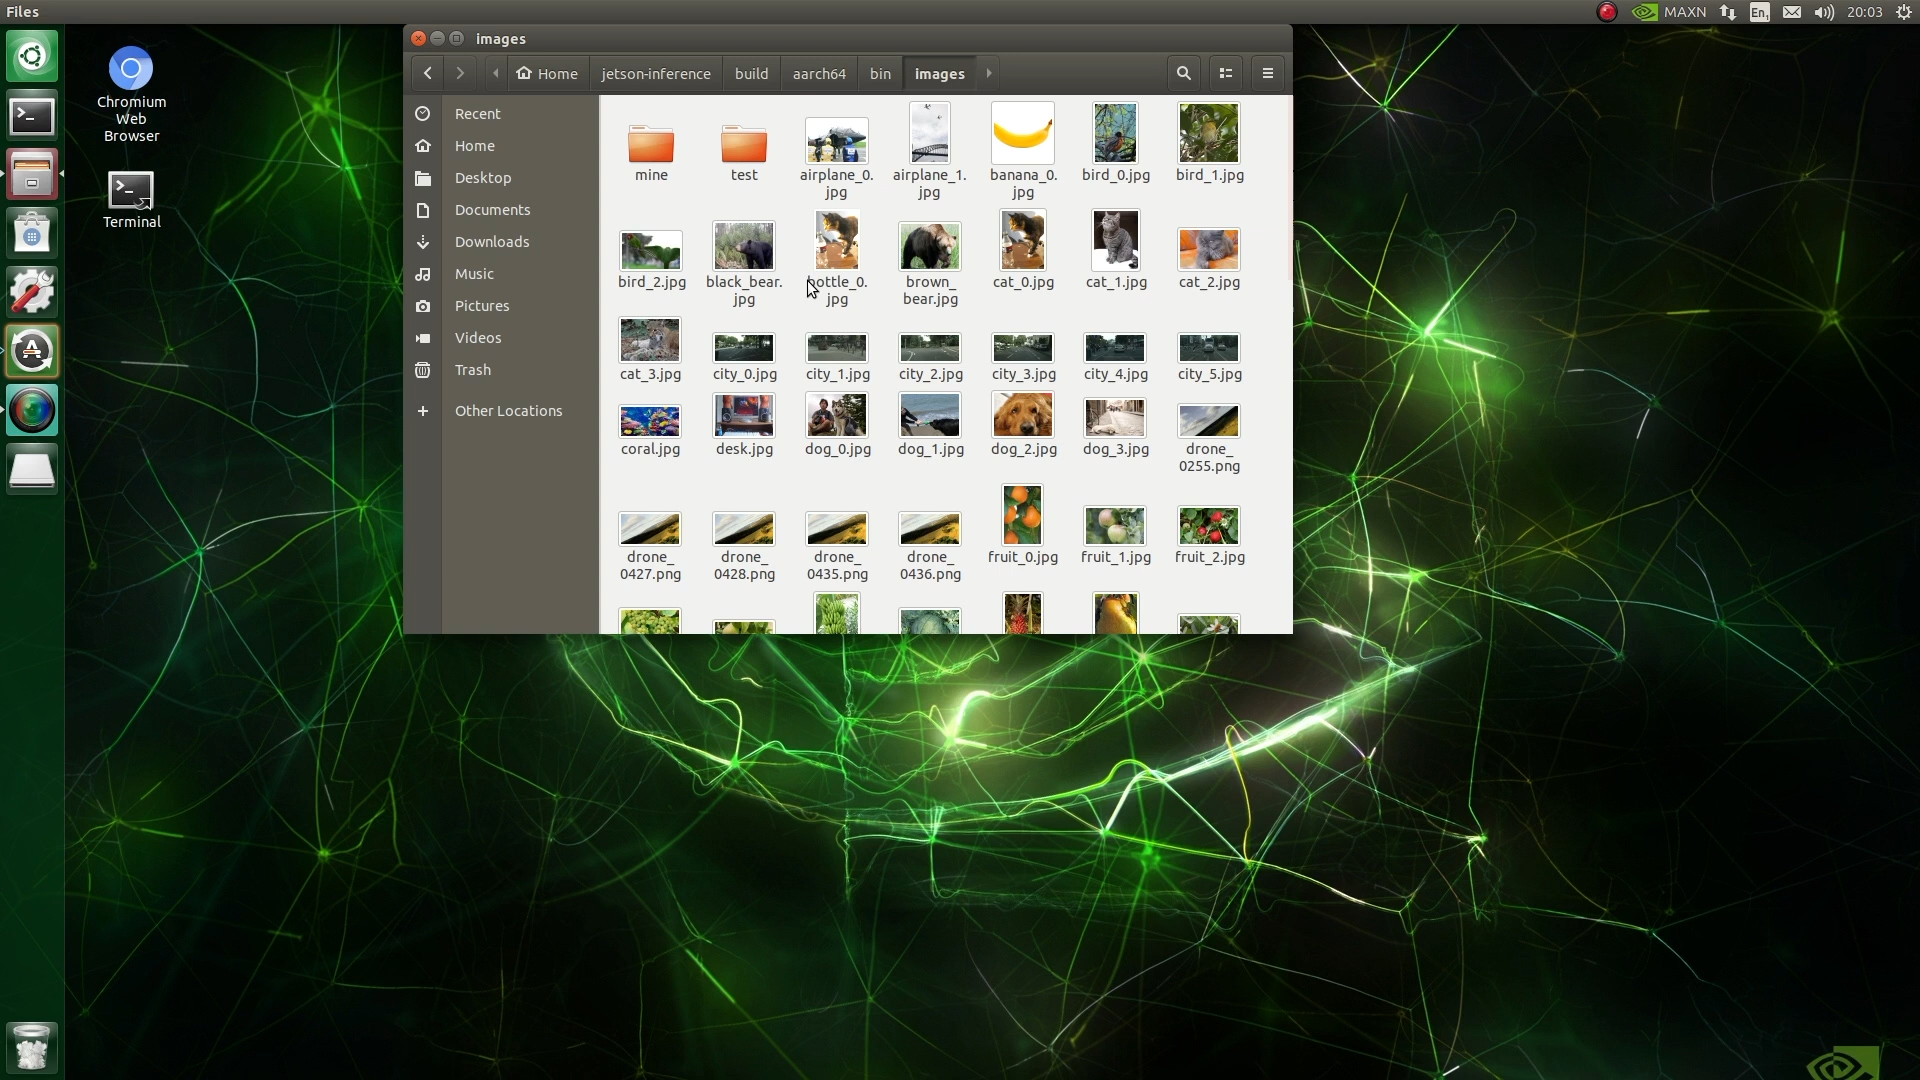 Files
MAXN
En1
20:03
Chromium
Web
Browser
Terminal
images
Home
jetson-inference
build
aarch64
bin
images
Recent
Home
Desktop
Documents
Downloads
Music
Pictures
Videos
Trash
Other Locations
mine
test
airplane_0.
jpg
airplane_1.
jpg
banana_0.
jpg
bird_0.jpg
bird_1.jpg
bird_2.jpg
black_bear.
jpg
bottle_0.
jpg
brown_
bear.jpg
cat_0.jpg
cat_1.jpg
cat_2.jpg
cat_3.jpg
city_0.jpg
city_1.jpg
city_2.jpg
city_3.jpg
city_4.jpg
city_5.jpg
coral.jpg
desk.jpg
dog_0.jpg
dog_1.jpg
dog_2.jpg
dog_3.jpg
drone_
0255.png
drone_
0427.png
drone_
0428.png
drone_
0435.png
drone_
0436.png
fruit_0.jpg
fruit_1.jpg
fruit_2.jpg